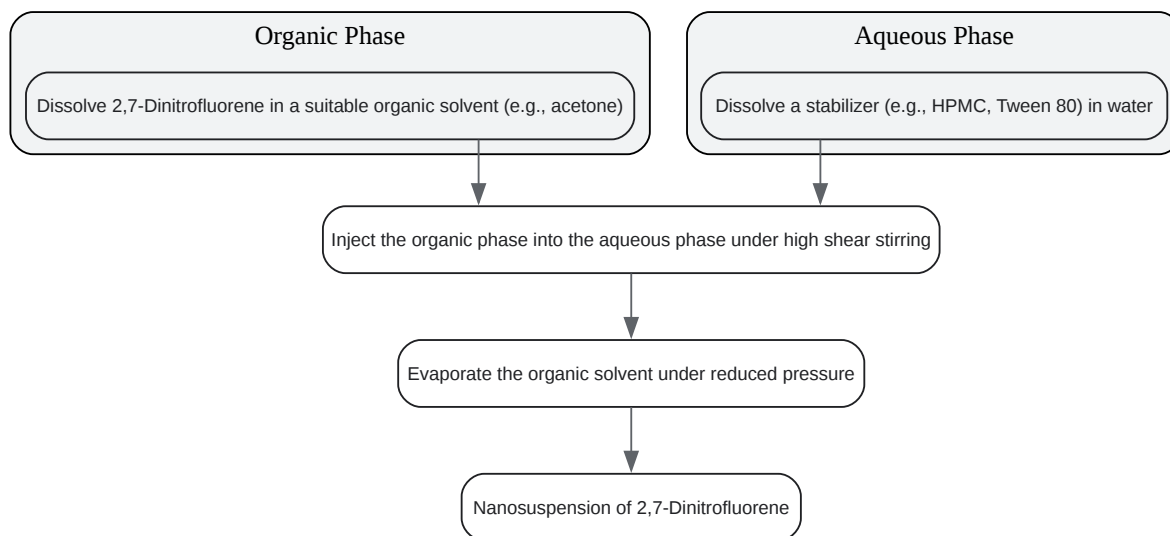 Organic Phase
Aqueous Phase
Dissolve 2,7-Dinitrofluorene in a suitable organic solvent (e.g., acetone)
Dissolve a stabilizer (e.g., HPMC, Tween 80) in water
Inject the organic phase into the aqueous phase under high shear stirring
Evaporate the organic solvent under reduced pressure
Nanosuspension of 2,7-Dinitrofluorene